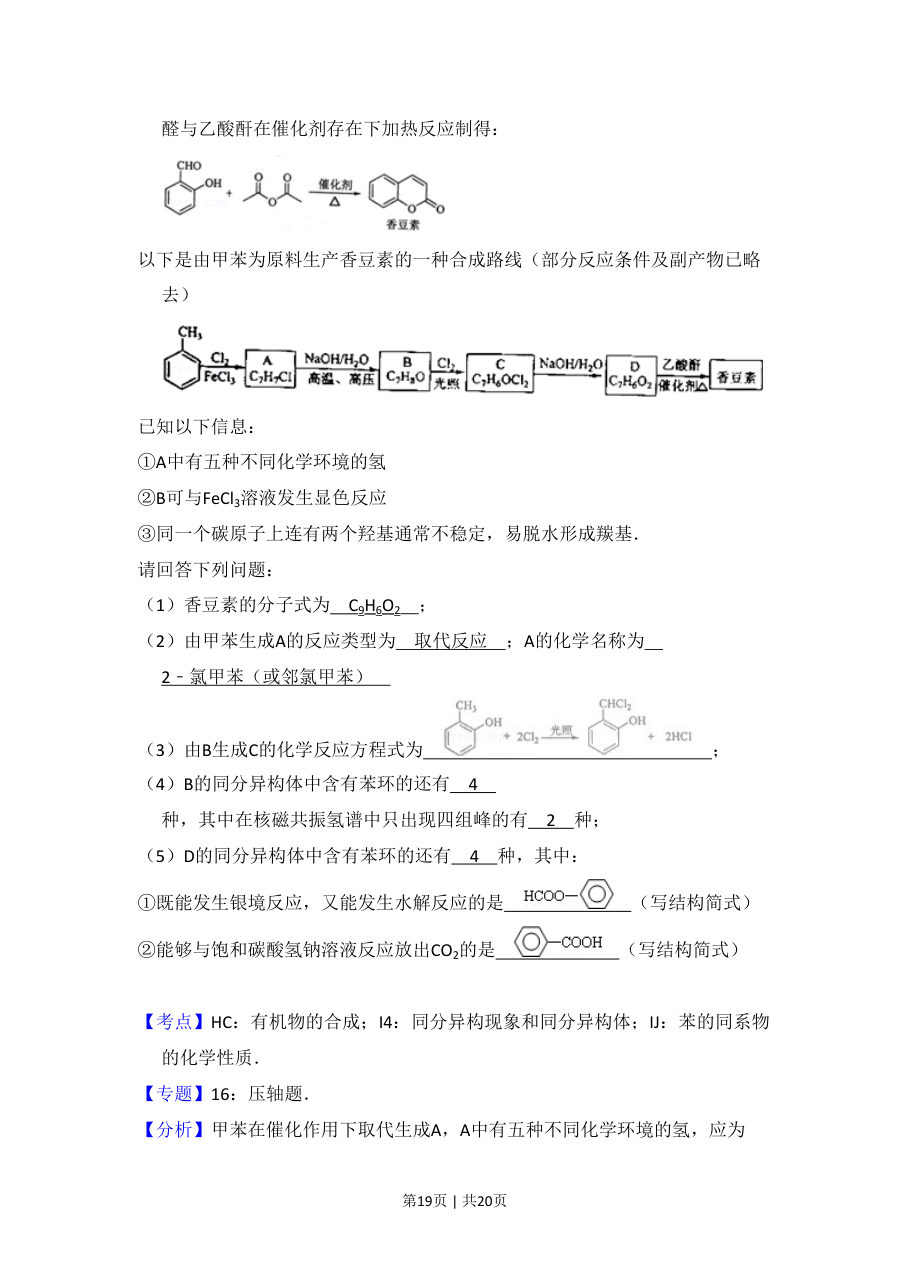 醛与乙酸酐在催化剂存在下加热反应制得：
CHO
OH + O O O 催化剂 △ O O
香豆素
以下是由甲苯为原料生产香豆素的一种合成路线（部分反应条件及副产物已略
去）
CH₃ Cl₂ FeCl₃ A C₇H₇Cl NaOH/H₂O 高温、高压 B C₇H₈O Cl₂ 光照 C C₇H₆OCl₂ NaOH/H₂O D C₇H₆O₂ 乙酸酐 催化剂△ 香豆素
已知以下信息：
①A中有五种不同化学环境的氢
②B可与FeCl₃溶液发生显色反应
③同一个碳原子上连有两个羟基通常不稳定，易脱水形成羰基．
请回答下列问题：
（1）香豆素的分子式为 C₉H₆O₂ ；
（2）由甲苯生成A的反应类型为 取代反应 ；A的化学名称为
2﹣氯甲苯（或邻氯甲苯）
（3）由B生成C的化学反应方程式为 CH₃ OH + 2Cl₂ 光照 CHCl₂ OH + 2HCl ；
（4）B的同分异构体中含有苯环的还有 4
种，其中在核磁共振氢谱中只出现四组峰的有 2 种；
（5）D的同分异构体中含有苯环的还有 4 种，其中：
①既能发生银境反应，又能发生水解反应的是 HCOO （写结构简式）
②能够与饱和碳酸氢钠溶液反应放出CO₂的是 COOH （写结构简式）
【考点】HC：有机物的合成；I4：同分异构现象和同分异构体；IJ：苯的同系物
的化学性质．
【专题】16：压轴题．
【分析】甲苯在催化作用下取代生成A，A中有五种不同化学环境的氢，应为
第19页 | 共20页